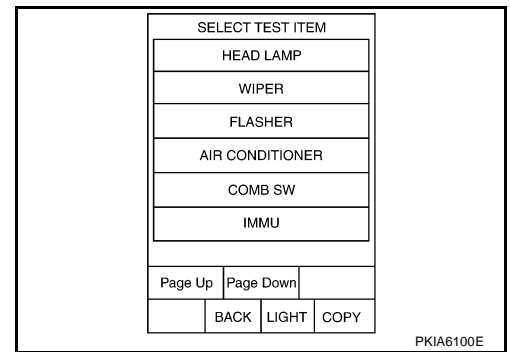 SELECT TEST ITEM
HEAD LAMP
WIPER
FLASHER
AIR CONDITIONER
COMB SW
IMMU
Page Up Page Down
BACK LIGHT COPY
PKIA6100E